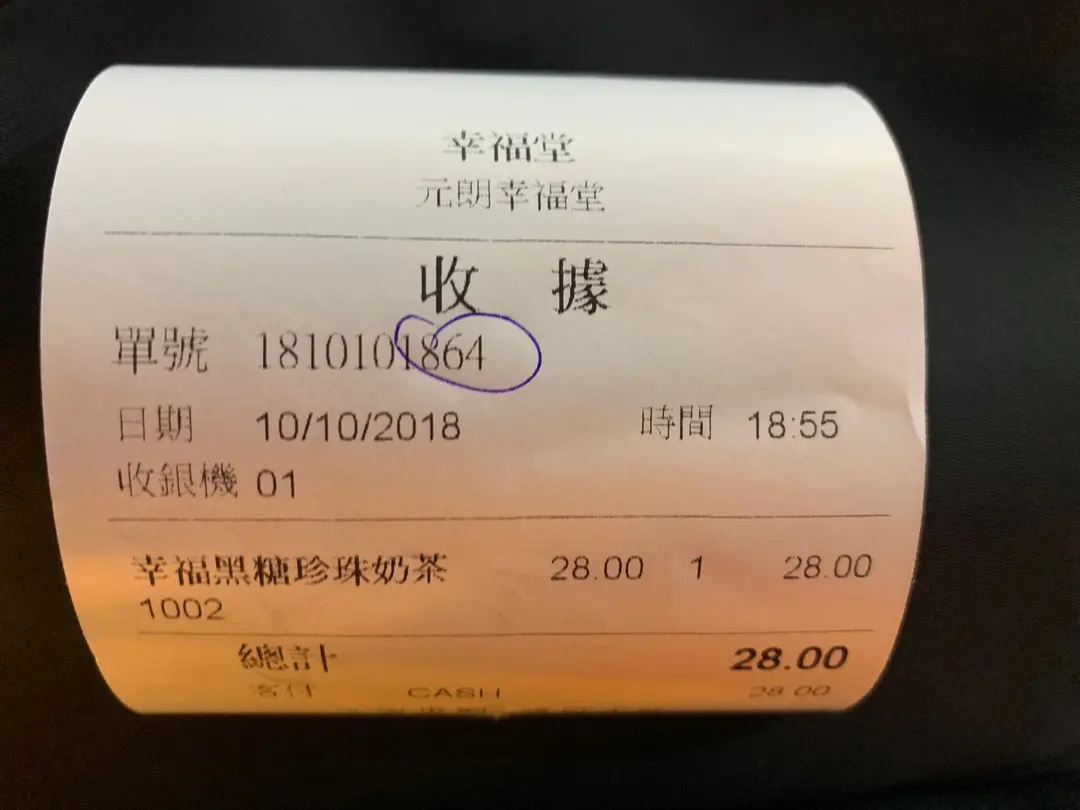 幸福堂
元朗幸福堂
收 據
單號 1810101864
日期 10/10/2018 時間 18:55
收銀機 01
幸福黑糖珍珠奶茶 28.00 1 28.00
1002
總計 28.00
客付 CASH 28.00